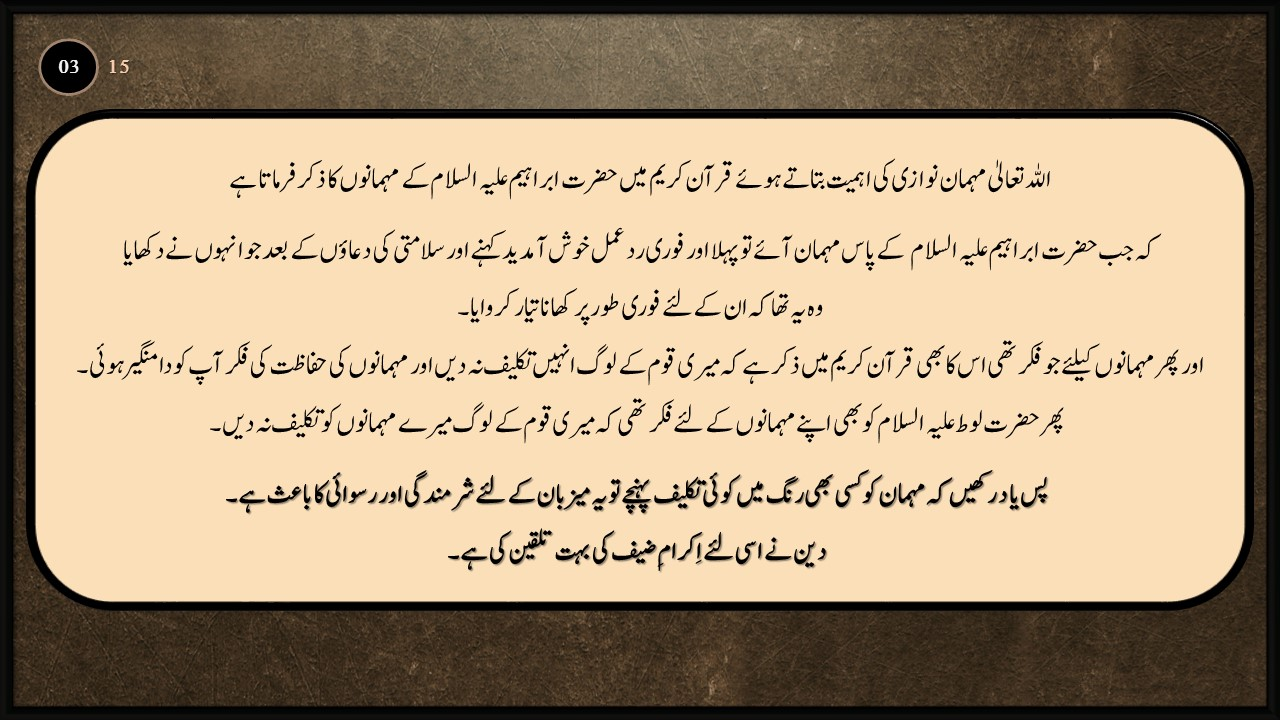 03 15
اللہ تعالیٰ مہمان نوازی کی اہمیت بتاتے ہوئے قرآن کریم میں حضرت ابراہیم علیہ السلام کے مہمانوں کا ذکر فرماتا ہے
کہ جب حضرت ابراہیم علیہ السلام کے پاس مہمان آئے تو پہلا اور فوری رد عمل خوش آمدید کہنے اور سلامتی کی دعاؤں کے بعد جو انہوں نے دکھایا
وہ یہ تھا کہ ان کے لئے فوری طور پر کھانا تیار کروایا۔
اور پھر مہمانوں کیلئے جو فکر تھی اس کا بھی قرآن کریم میں ذکر ہے کہ میری قوم کے لوگ انہیں تکلیف نہ دیں اور مہمانوں کی حفاظت کی فکر آپ کو دامنگیر ہوئی۔
پھر حضرت لوط علیہ السلام کو بھی اپنے مہمانوں کے لئے فکر تھی کہ میری قوم کے لوگ میرے مہمانوں کو تکلیف نہ دیں۔
پس یاد رکھیں کہ مہمان کو کسی بھی رنگ میں کوئی تکلیف پہنچے تو یہ میزبان کے لئے شرمندگی اور رسوائی کا باعث ہے۔
دین نے اسی لئے اِکرامِ ضیف کی بہت تلقین کی ہے۔